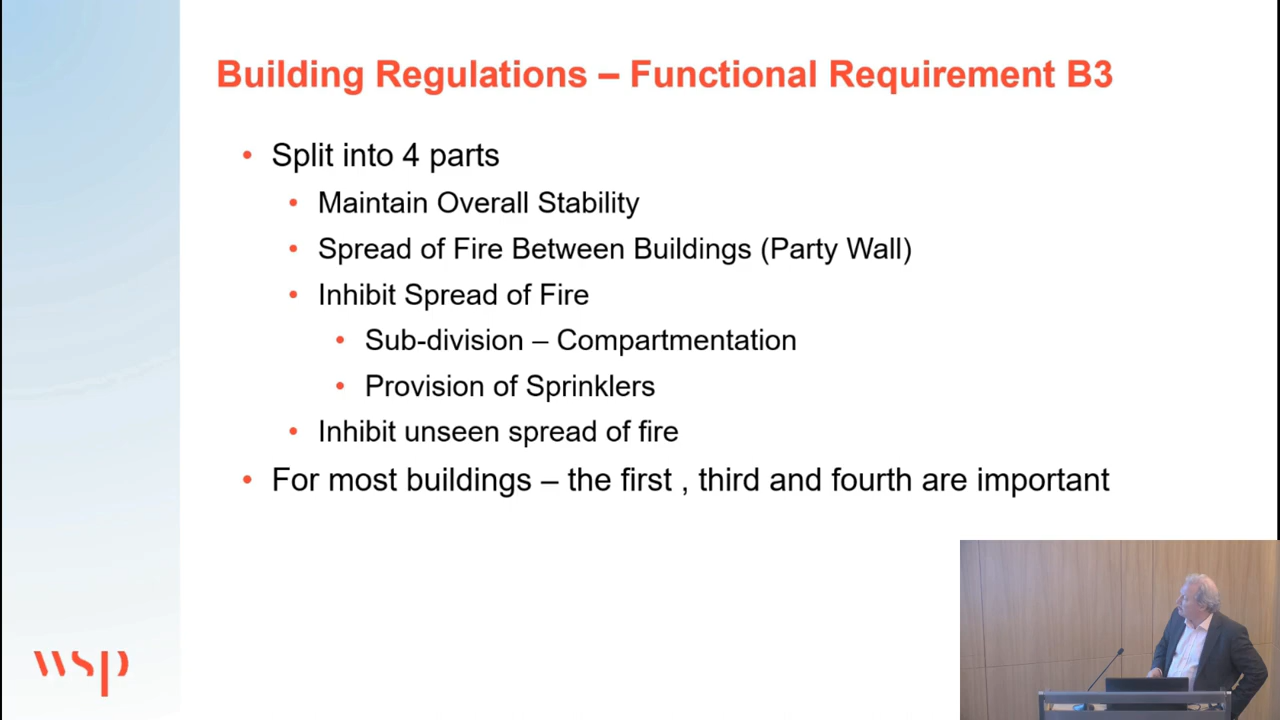 Building Regulations – Functional Requirement B3
• Split into 4 parts
• Maintain Overall Stability
• Spread of Fire Between Buildings (Party Wall)
• Inhibit Spread of Fire
• Sub-division – Compartmentation
• Provision of Sprinklers
• Inhibit unseen spread of fire
• For most buildings – the first , third and fourth are important
wsp